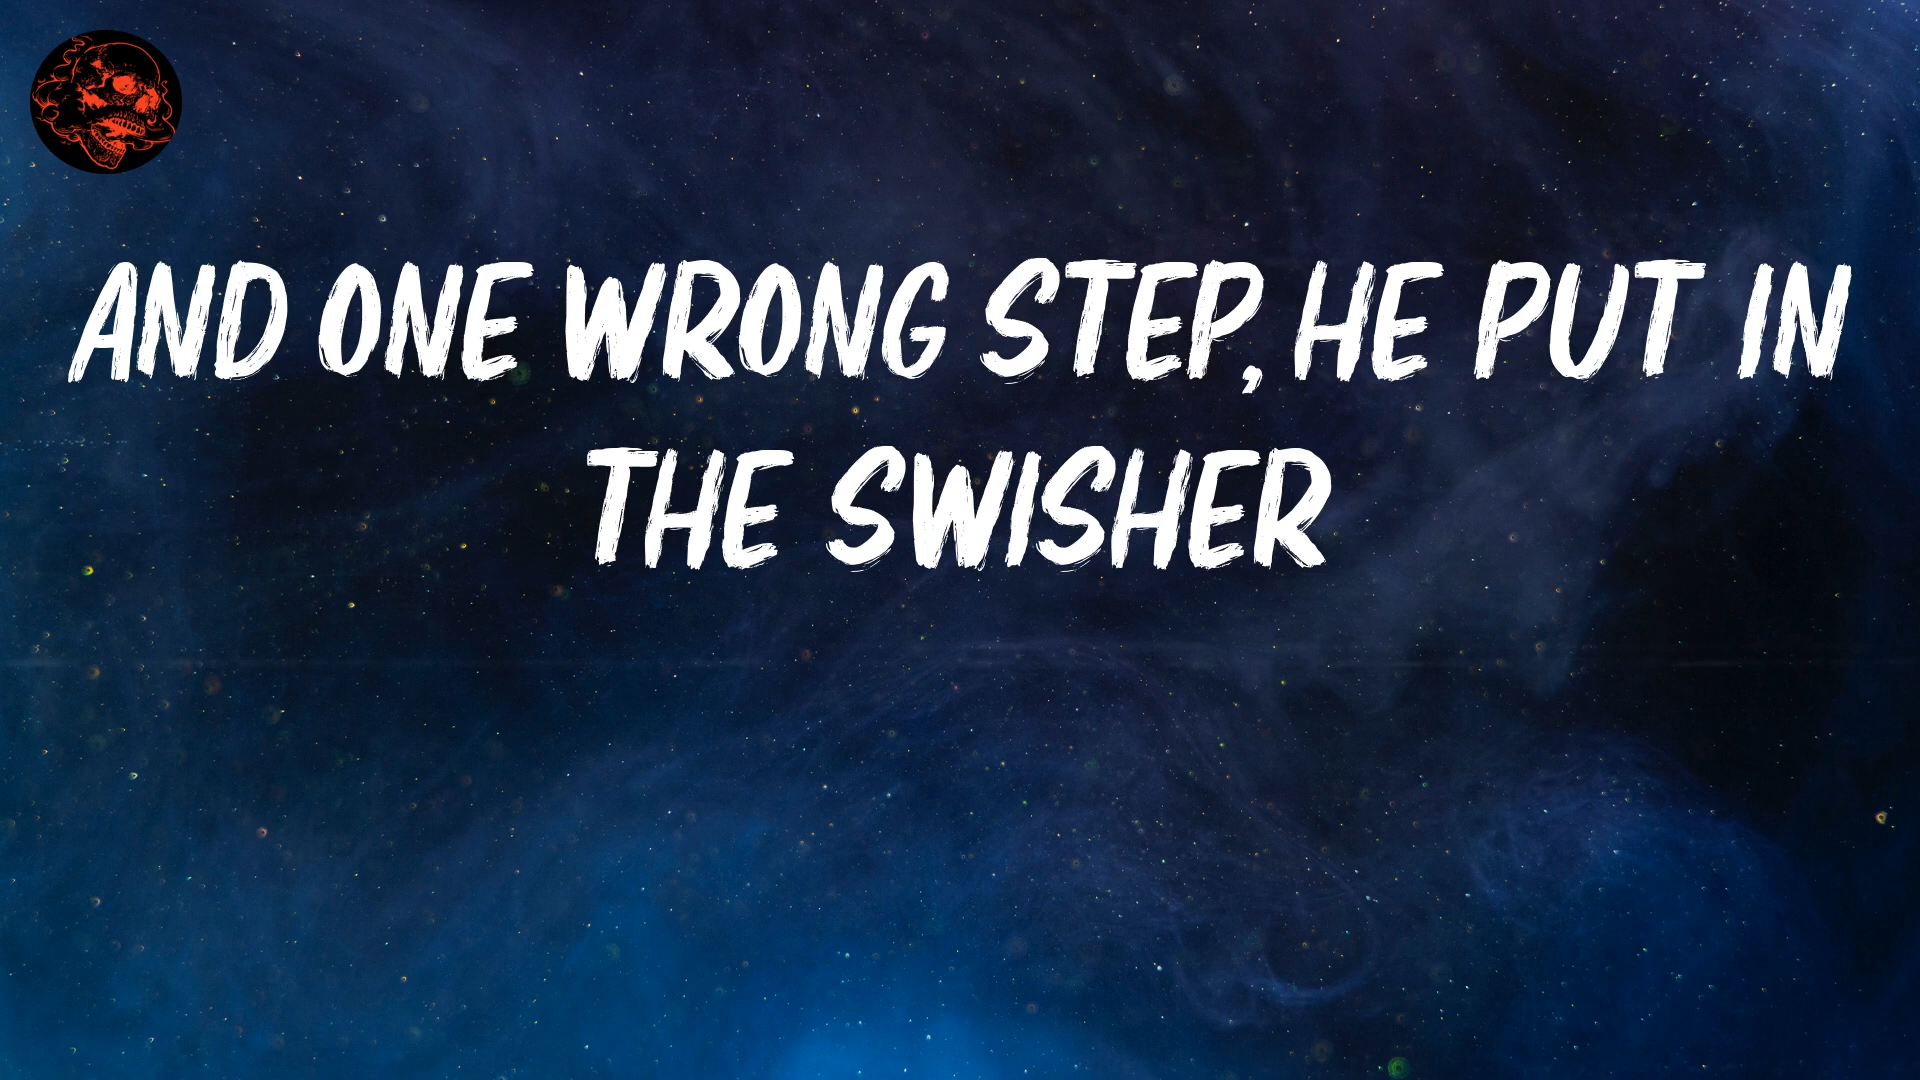 AND ONE WRONG STEP, HE PUT IN
THE SWISHER